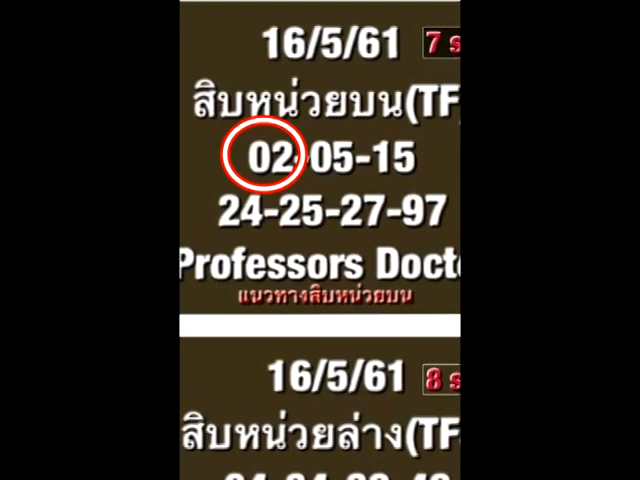 16/5/61 7
สิบหน่วยบน(TF
02-05-15
24-25-27-97
Professors Doct
แนวทางสิบหน่วยบน
16/5/61 8
สิบหน่วยล่าง(TF